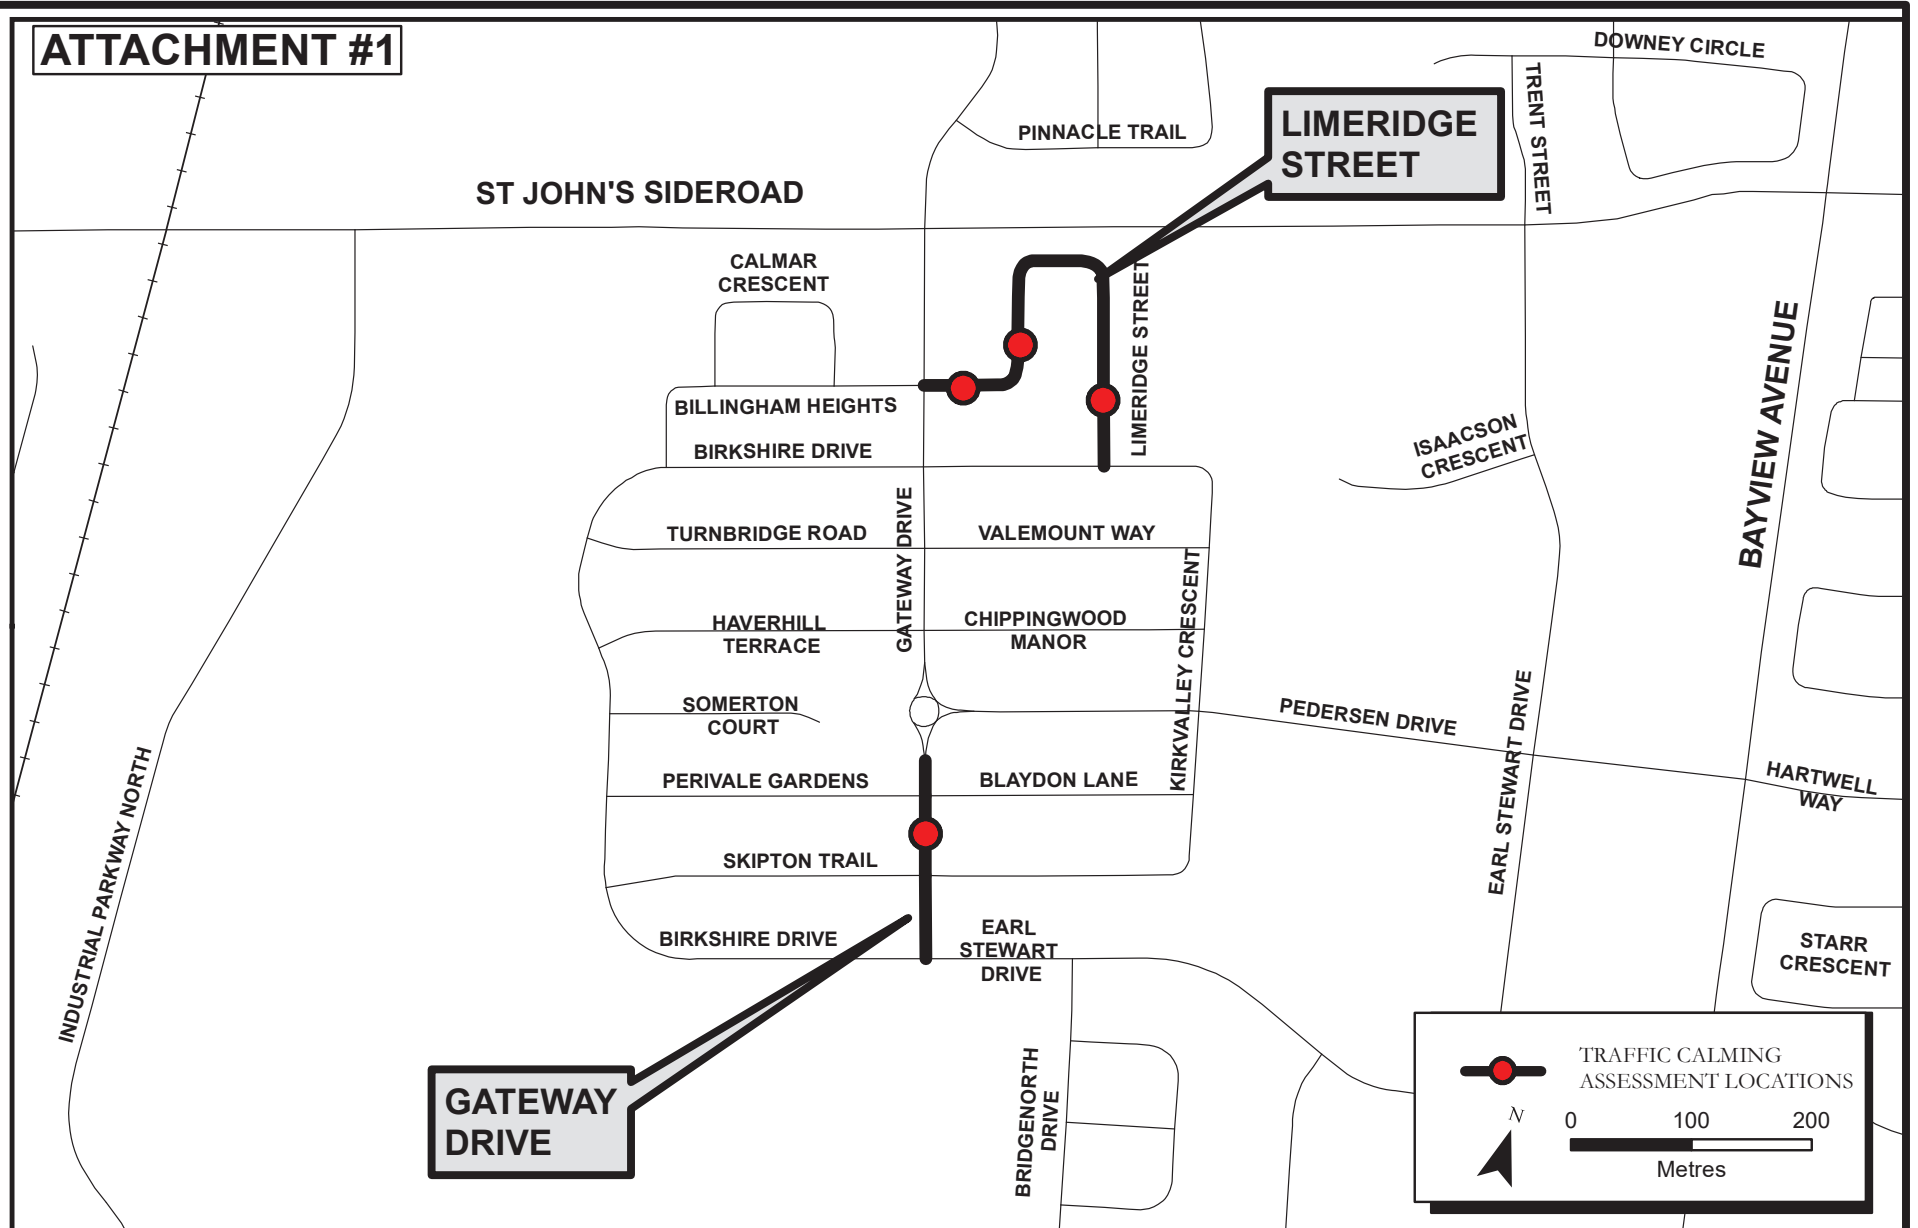 ATTACHMENT #1
DOWNEY CIRCLE
TRENT STREET
PINNACLE TRAIL
LIMERIDGE
STREET
ST JOHN'S SIDEROAD
CALMAR
CRESCENT
LIMERIDGE STREET
BAYVIEW AVENUE
BILLINGHAM HEIGHTS
BIRKSHIRE DRIVE
ISAACSON
CRESCENT
GATEWAY DRIVE
TURNBRIDGE ROAD
VALEMOUNT WAY
KIRKVALLEY CRESCENT
HAVERHILL
TERRACE
CHIPPINGWOOD
MANOR
SOMERTON
COURT
PEDERSEN DRIVE
EARL STEWART DRIVE
HARTWELL
WAY
PERIVALE GARDENS
BLAYDON LANE
INDUSTRIAL PARKWAY NORTH
SKIPTON TRAIL
BIRKSHIRE DRIVE
EARL
STEWART
DRIVE
STARR
CRESCENT
GATEWAY
DRIVE
BRIDGENORTH
DRIVE
TRAFFIC CALMING
ASSESSMENT LOCATIONS
N
0 100 200
Metres